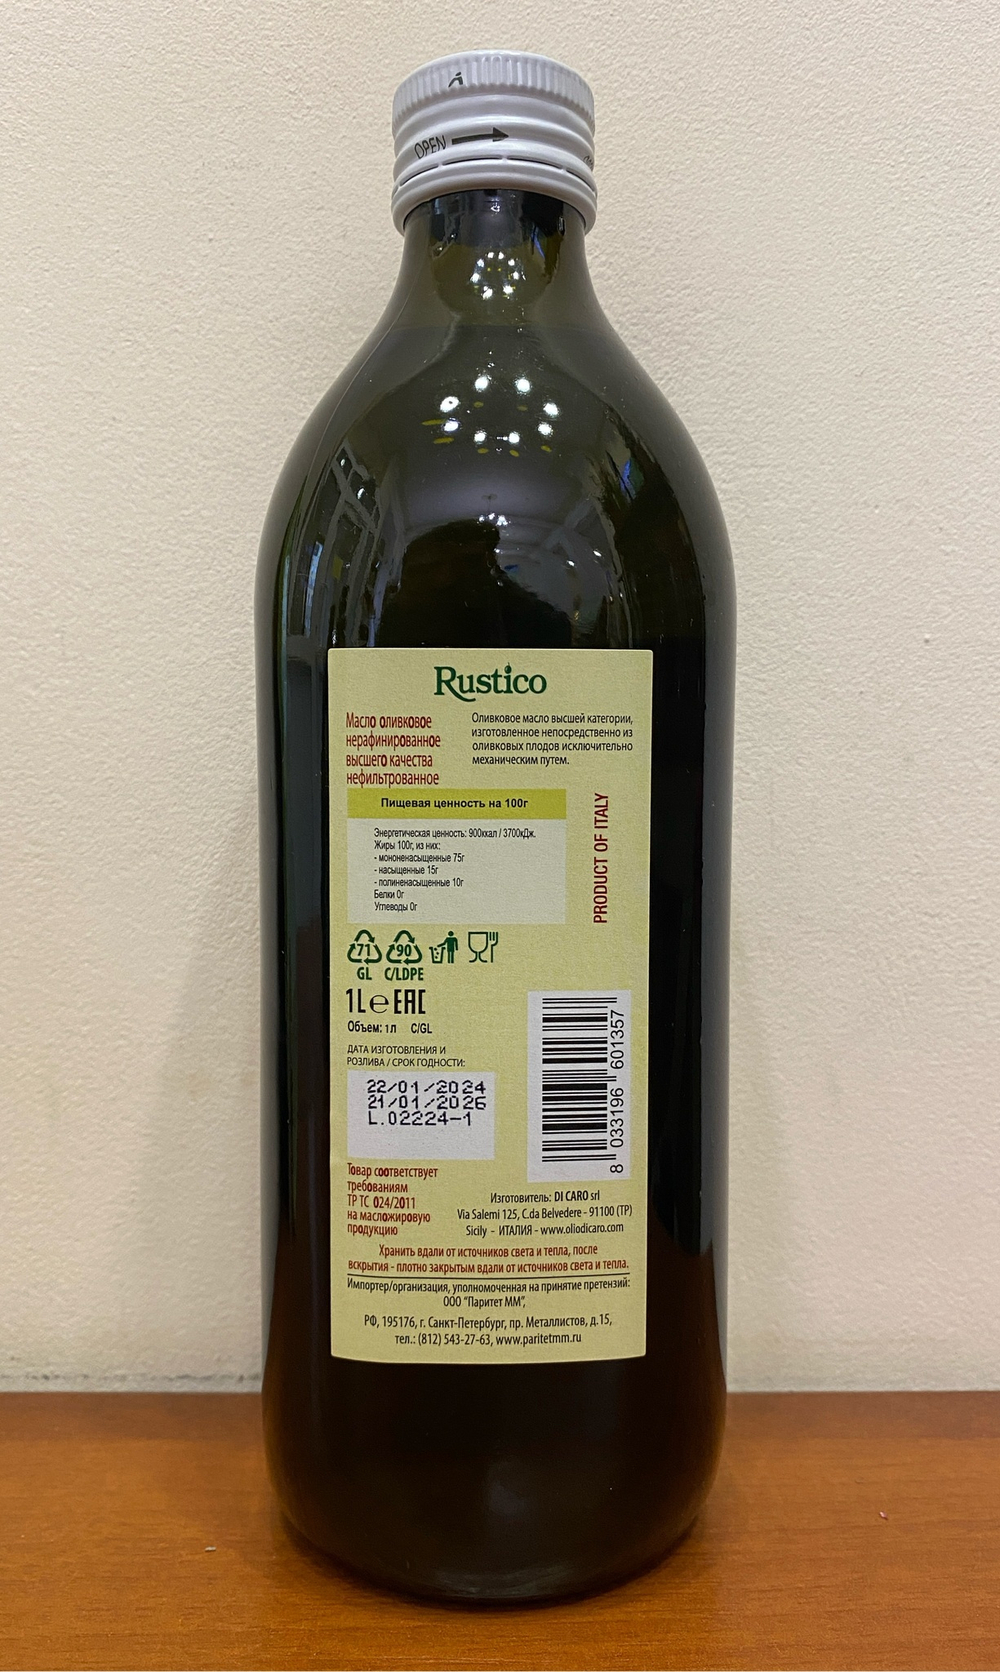 OPEN
Rustico
Масло оливковое
нерафинированное
высшего качества
нефильтрованное
Оливковое масло высшей категории,
изготовленное непосредственно из
оливковых плодов исключительно
механическим путем.
Пищевая ценность на 100г
Энергетическая ценность: 900ккал / 3700кДж.
Жиры 100г, из них:
- мононенасыщенные 75г
- насыщенные 15г
- полиненасыщенные 10г
Белки 0г
Углеводы 0г
PRODUCT OF ITALY
71 90
GL C/LDPE
1L e EAC
Объем: 1 л C/GL
ДАТА ИЗГОТОВЛЕНИЯ И
РОЗЛИВА / СРОК ГОДНОСТИ:
22/01/2024
21/01/2026
L.02224-1
8 033196 601357
Товар соответствует
требованиям
ТР ТС 024/2011
на масложировую
продукцию
Изготовитель: DI CARO srl
Via Salemi 125, C.da Belvedere - 91100 (TP)
Sicily - ИТАЛИЯ - www.oliodicaro.com
Хранить вдали от источников света и тепла, после
вскрытия - плотно закрытым вдали от источников света и тепла.
Импортер/организация, уполномоченная на принятие претензий:
ООО "Паритет ММ",
РФ, 195176, г. Санкт-Петербург, пр. Металлистов, д.15,
тел.: (812) 543-27-63, www.paritetmm.ru